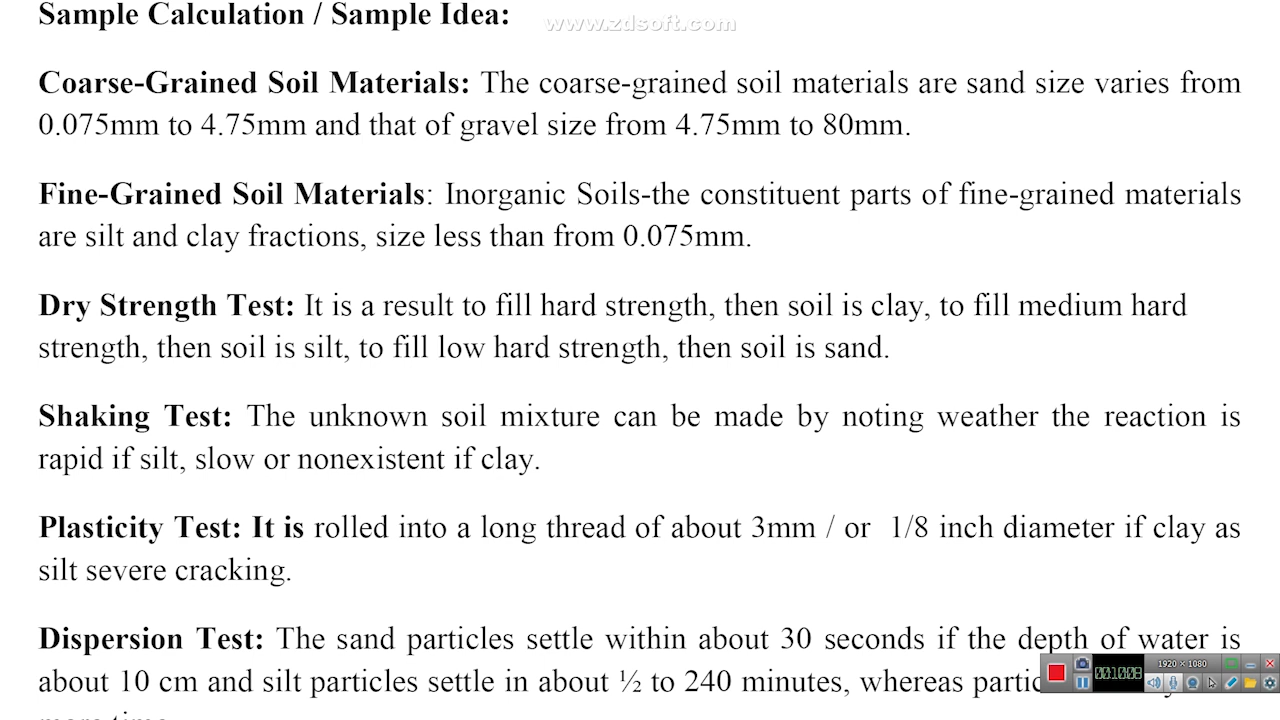 Sample Calculation / Sample Idea:
www.zdsoft.com
Coarse-Grained Soil Materials: The coarse-grained soil materials are sand size varies from
0.075mm to 4.75mm and that of gravel size from 4.75mm to 80mm.
Fine-Grained Soil Materials: Inorganic Soils-the constituent parts of fine-grained materials
are silt and clay fractions, size less than from 0.075mm.
Dry Strength Test: It is a result to fill hard strength, then soil is clay, to fill medium hard
strength, then soil is silt, to fill low hard strength, then soil is sand.
Shaking Test: The unknown soil mixture can be made by noting weather the reaction is
rapid if silt, slow or nonexistent if clay.
Plasticity Test: It is rolled into a long thread of about 3mm / or 1/8 inch diameter if clay as
silt severe cracking.
Dispersion Test: The sand particles settle within about 30 seconds if the depth of water is
about 10 cm and silt particles settle in about ½ to 240 minutes, whereas
1920 × 1080